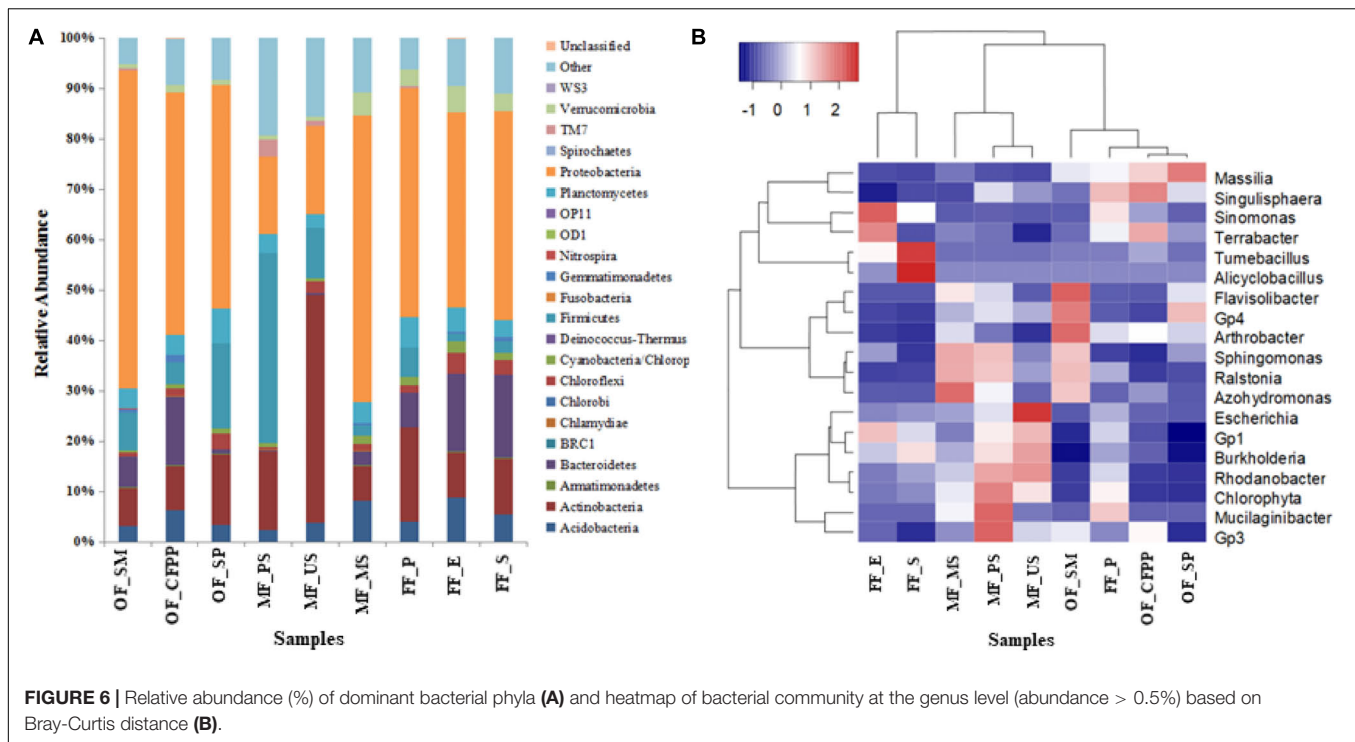 A
100%
90%
80%
70%
60%
50%
40%
30%
20%
10%
0%
Relative Abundance
OF_SM
OF_CFPP
OF_SP
MF_PS
MF_US
MF_MS
FF_P
FF_E
FF_S
Samples
Unclassified
Other
WS3
Verrucomicrobia
TM7
Spirochaetes
Proteobacteria
Planctomycetes
OP11
OD1
Nitrospira
Gemmatimonadetes
Fusobacteria
Firmicutes
Deinococcus-Thermus
Cyanobacteria/Chlorop
Chloroflexi
Chlorobi
Chlamydiae
BRC1
Bacteroidetes
Armatimonadetes
Actinobacteria
Acidobacteria
B
-1 0 1 2
Massilia
Singulisphaera
Sinomonas
Terrabacter
Tumebacillus
Alicyclobacillus
Flavisolibacter
Gp4
Arthrobacter
Sphingomonas
Ralstonia
Azohydromonas
Escherichia
Gp1
Burkholderia
Rhodanobacter
Chlorophyta
Mucilaginibacter
Gp3
FF_E
FF_S
MF_MS
MF_PS
MF_US
OF_SM
FF_P
OF_CFPP
OF_SP
Samples
FIGURE 6 | Relative abundance (%) of dominant bacterial phyla (A) and heatmap of bacterial community at the genus level (abundance > 0.5%) based on
Bray-Curtis distance (B).